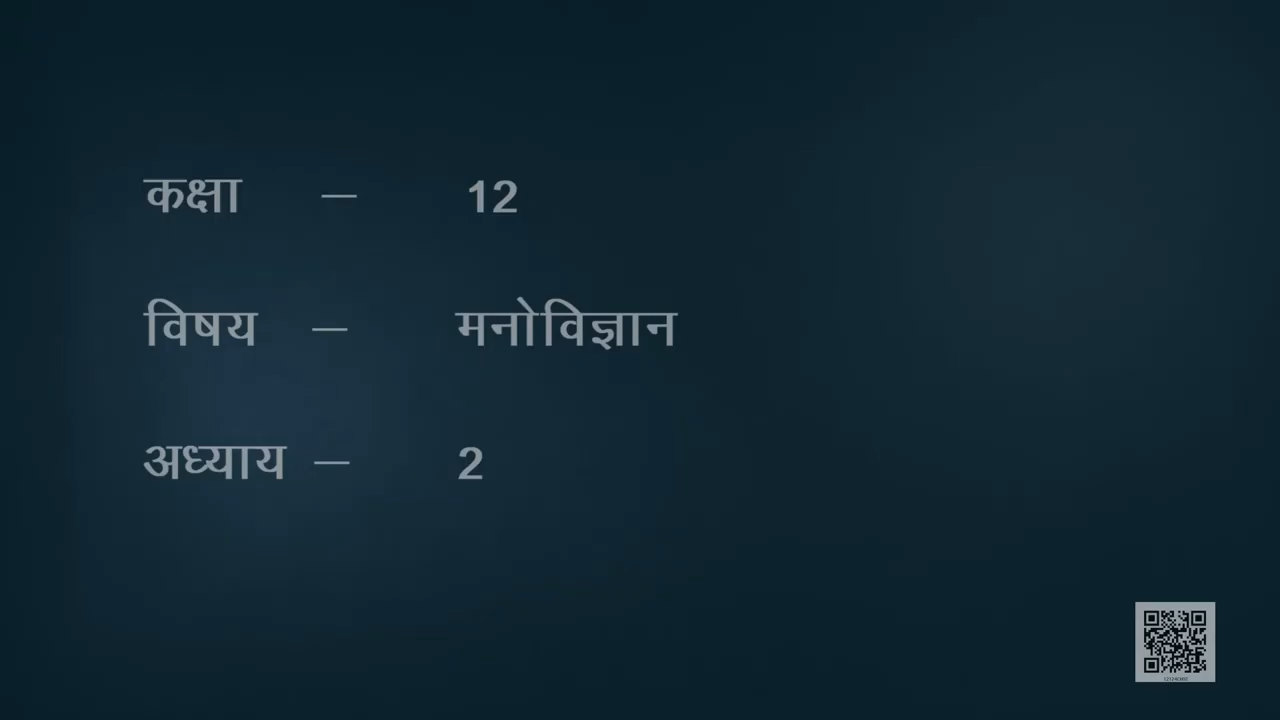 कक्षा – 12
विषय – मनोविज्ञान
अध्याय – 2